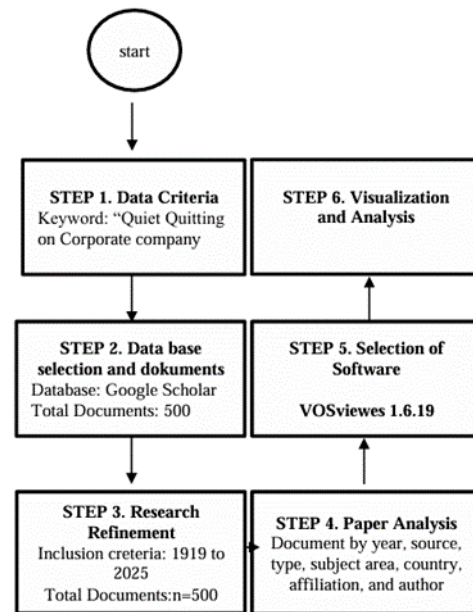 start
STEP 1. Data Criteria
Keyword: “Quiet Quitting
on Corporate company
STEP 2. Data base
selection and dokuments
Database: Google Scholar
Total Documents: 500
STEP 3. Research
Refinement
Inclusion creteria: 1919 to
2025
Total Documents:n=500
STEP 4. Paper Analysis
Document by year, source,
type, subject area, country,
affiliation, and author
STEP 5. Selection of
Software
VOSviewes 1.6.19
STEP 6. Visualization
and Analysis